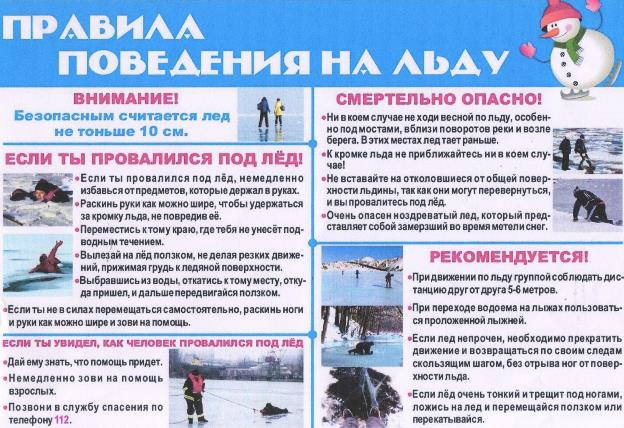 ПРАВИЛА
ПОВЕДЕНИЯ НА ЛЬДУ
ВНИМАНИЕ!
Безопасным считается лед
не тоньше 10 см.
ЕСЛИ ТЫ ПРОВАЛИЛСЯ ПОД ЛЁД!
•Если ты провалился под лёд, немедленно
избавься от предметов, которые держал в руках.
•Раскинь руки как можно шире, чтобы удержаться
за кромку льда, не повредив её.
•Переместись к тому краю, где тебя не унесёт под-
водным течением.
•Вылезай на лёд ползком, не делая резких движе-
ний, прижимая грудь к ледяной поверхности.
•Выбравшись из воды, откатись к тому месту, отку-
да пришел, и дальше передвигайся ползком.
•Если ты не в силах перемещаться самостоятельно, раскинь ноги
и руки как можно шире и зови на помощь.
ЕСЛИ ТЫ УВИДЕЛ, КАК ЧЕЛОВЕК ПРОВАЛИЛСЯ ПОД ЛЁД
•Дай ему знать, что помощь придет.
•Немедленно зови на помощь
взрослых.
•Позвони в службу спасения по
телефону 112.
СМЕРТЕЛЬНО ОПАСНО!
•Ни в коем случае не ходи весной по льду, особен-
но под мостами, вблизи поворотов реки и возле
берега. В этих местах лед тает раньше.
•К кромке льда не приближайтесь ни в коем слу-
чае!
•Не вставайте на отколовшиеся от общей поверх-
ности льдины, так как они могут перевернуться,
и вы провалитесь под лёд.
•Очень опасен ноздреватый лед, который пред-
ставляет собой замерзший во время метели снег.
РЕКОМЕНДУЕТСЯ!
•При движении по льду группой соблюдать дис-
танцию друг от друга 5-6 метров.
•При переходе водоема на лыжах пользовать-
ся проложенной лыжней.
•Если лед непрочен, необходимо прекратить
движение и возвращаться по своим следам
скользящим шагом, без отрыва ног от повер-
хности льда.
•Если лёд очень тонкий и трещит под ногами,
ложись на лед и перемещайся ползком или
перекатывайся.